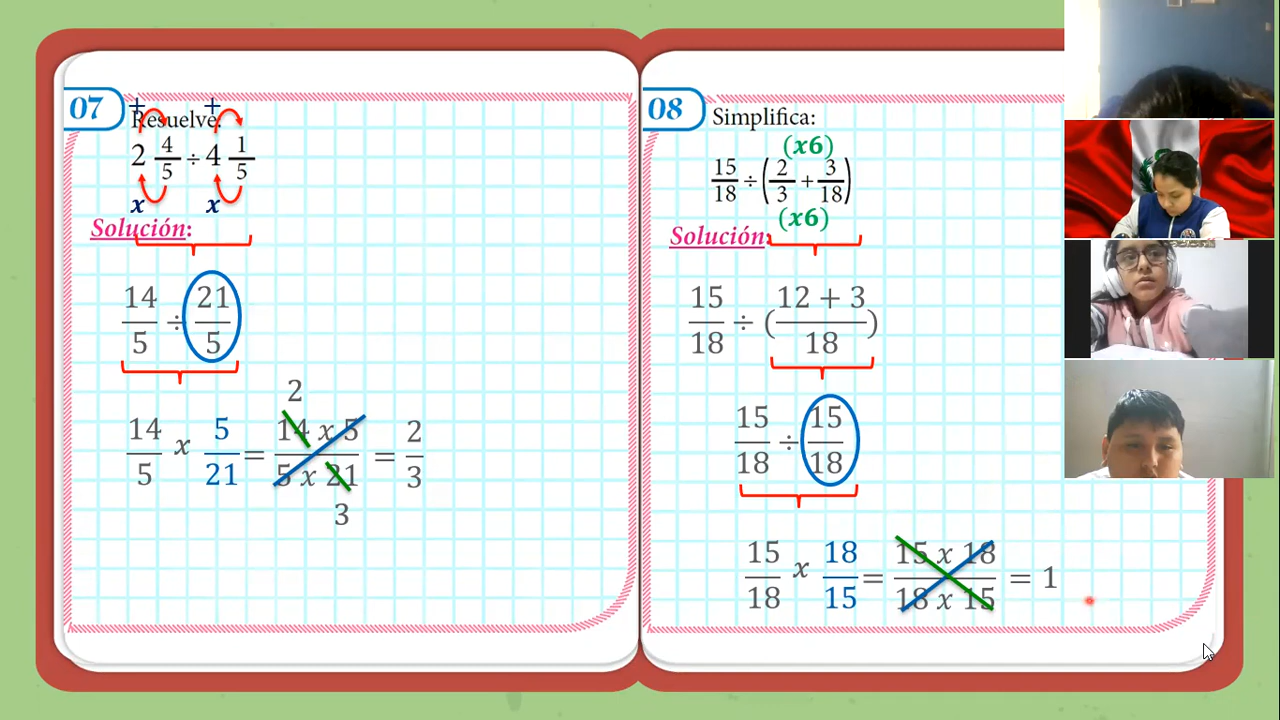 07
Resuelve:
+ +
2 4/5 ÷ 4 1/5
x x
Solución:
14/5 ÷ 21/5
2
14/5 x 5/21 = 14 x 5/5 x 21 = 2/3
3
08
Simplifica:
(x6)
15/18 ÷ (2/3 + 3/18)
(x6)
Solución:
15/18 ÷ (12 + 3/18)
15/18 ÷ 15/18
15/18 x 18/15 = 15 x 18/18 x 15 = 1